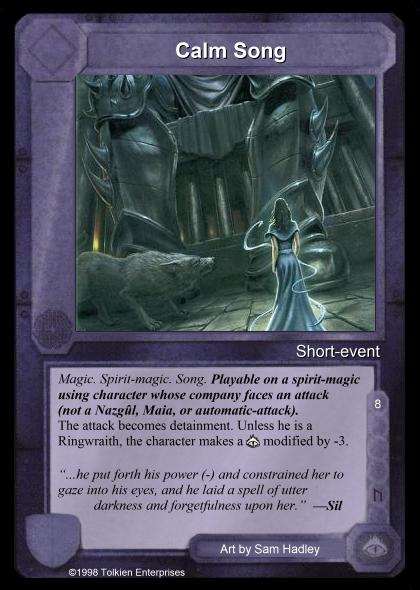 Calm Song
Short-event
Magic. Spirit-magic. Song. Playable on a spirit-magic
using character whose company faces an attack
(not a Nazgûl, Maia, or automatic-attack).
The attack becomes detainment. Unless he is a
Ringwraith, the character makes a modified by -3.
8
“...he put forth his power (-) and constrained her to
gaze into his eyes, and he laid a spell of utter
darkness and forgetfulness upon her.” —Sil
Art by Sam Hadley
©1998 Tolkien Enterprises